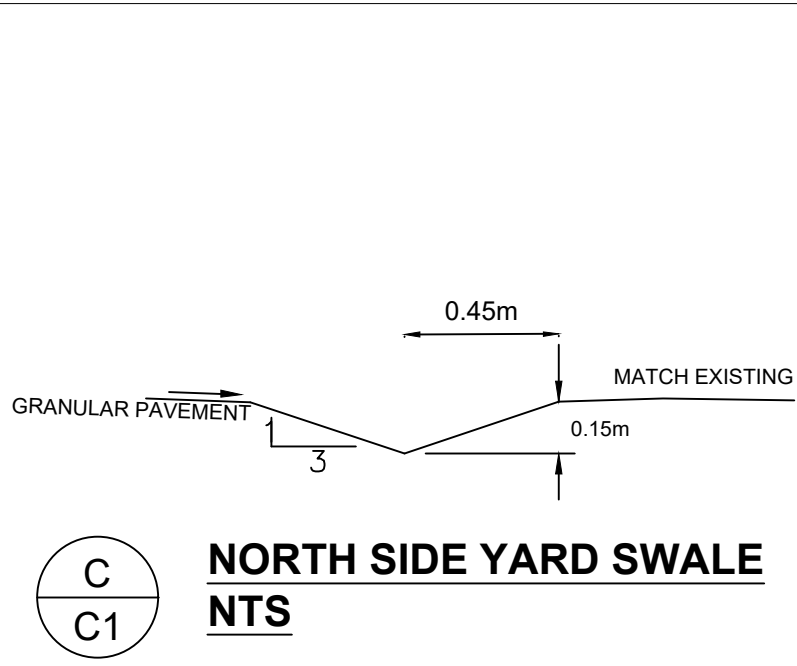 0.45m
MATCH EXISTING
GRANULAR PAVEMENT
1
0.15m
3
C
C1
NORTH SIDE YARD SWALE
NTS